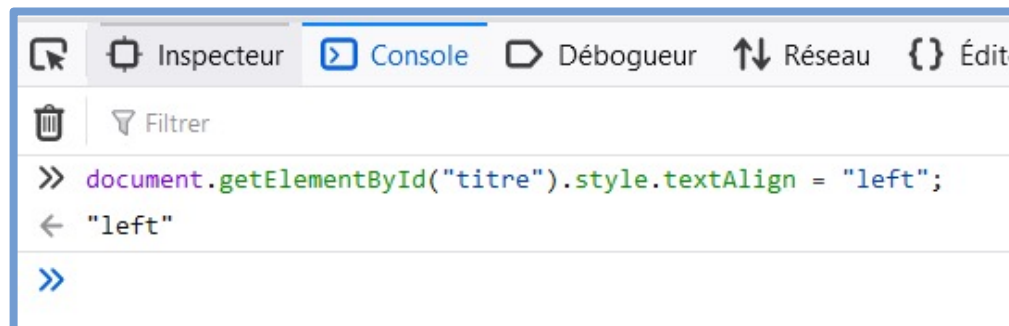 Inspecteur Console Débogueur Réseau {} Édit
Filtrer
>> document.getElementById("titre").style.textAlign = "left";
← "left"
>>